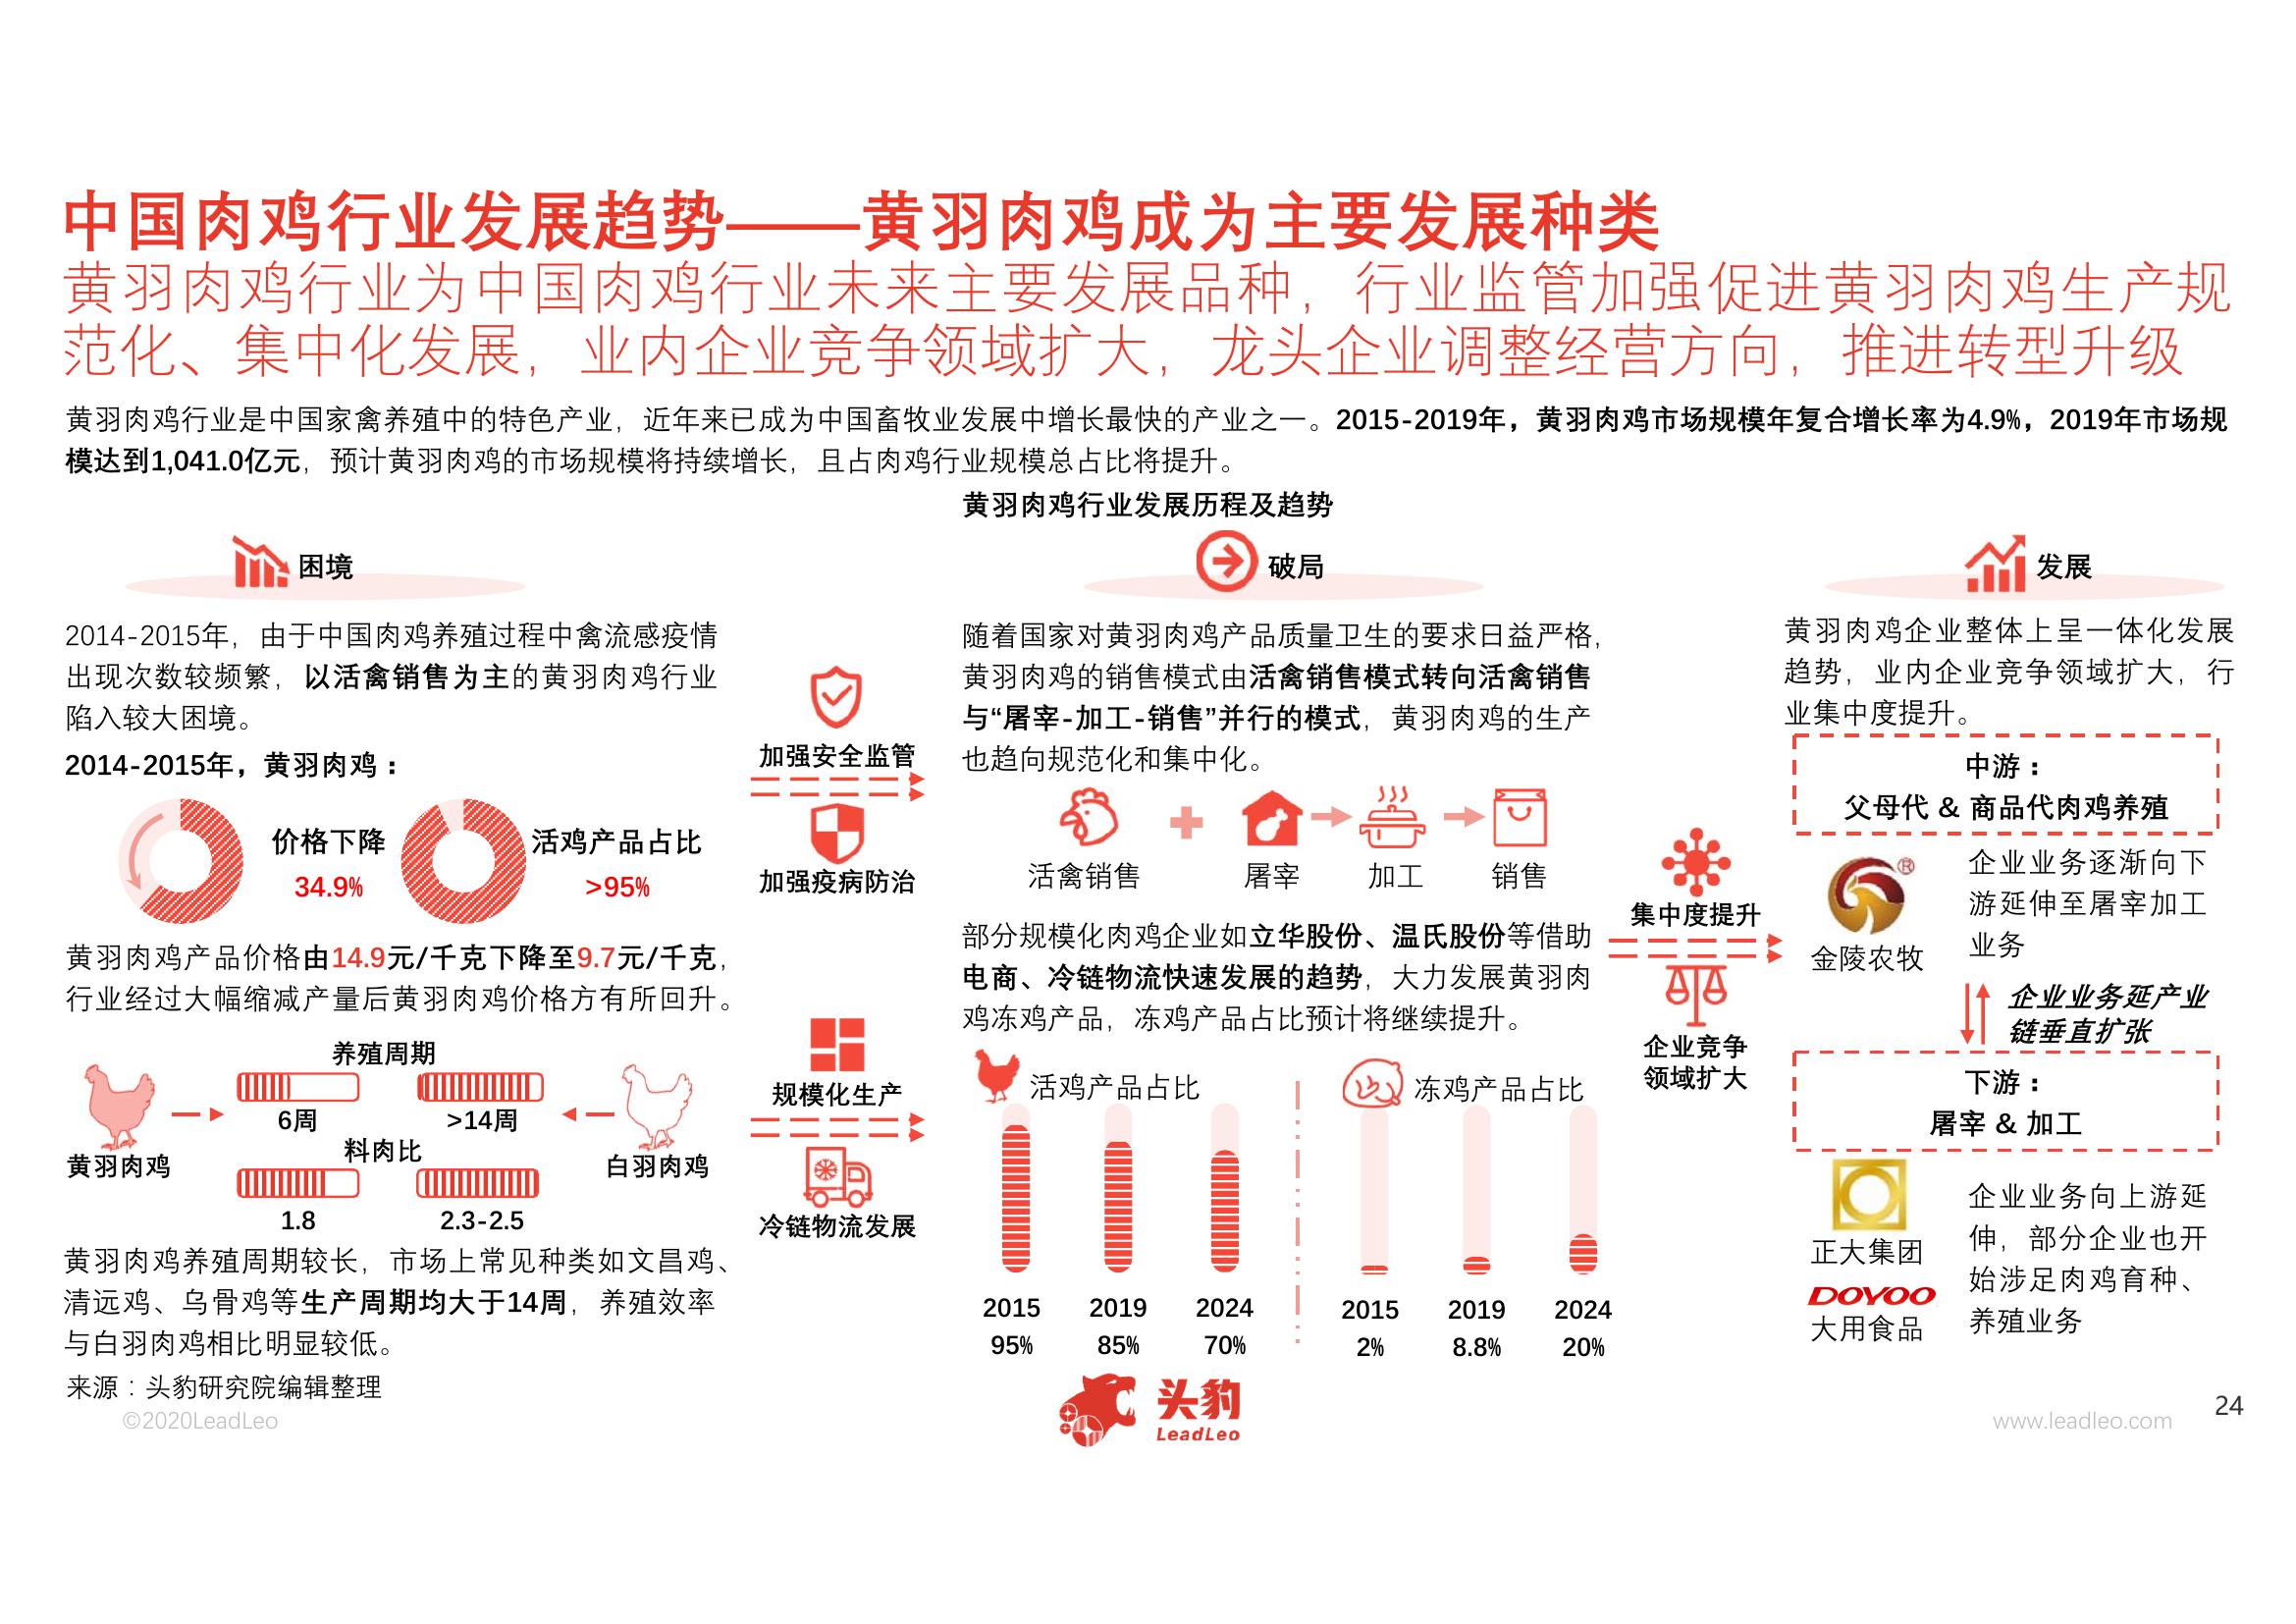 中国肉鸡行业发展趋势——黄羽肉鸡成为主要发展种类
黄羽肉鸡行业为中国肉鸡行业未来主要发展品种，行业监管加强促进黄羽肉鸡生产规
范化、集中化发展，业内企业竞争领域扩大，龙头企业调整经营方向，推进转型升级
黄羽肉鸡行业是中国家禽养殖中的特色产业，近年来已成为中国畜牧业发展中增长最快的产业之一。2015-2019年，黄羽肉鸡市场规模年复合增长率为4.9%，2019年市场规
模达到1,041.0亿元，预计黄羽肉鸡的市场规模将持续增长，且占肉鸡行业规模总占比将提升。
黄羽肉鸡行业发展历程及趋势
困境
2014-2015年，由于中国肉鸡养殖过程中禽流感疫情
出现次数较频繁，以活禽销售为主的黄羽肉鸡行业
陷入较大困境。
2014-2015年，黄羽肉鸡：
价格下降
34.9%
活鸡产品占比
>95%
黄羽肉鸡产品价格由14.9元/千克下降至9.7元/千克，
行业经过大幅缩减产量后黄羽肉鸡价格方有所回升。
养殖周期
6周
>14周
料肉比
黄羽肉鸡
白羽肉鸡
1.8
2.3-2.5
黄羽肉鸡养殖周期较长，市场上常见种类如文昌鸡、
清远鸡、乌骨鸡等生产周期均大于14周，养殖效率
与白羽肉鸡相比明显较低。
加强安全监管
加强疫病防治
规模化生产
冷链物流发展
破局
随着国家对黄羽肉鸡产品质量卫生的要求日益严格，
黄羽肉鸡的销售模式由活禽销售模式转向活禽销售
与“屠宰-加工-销售”并行的模式，黄羽肉鸡的生产
也趋向规范化和集中化。
活禽销售
屠宰
加工
销售
部分规模化肉鸡企业如立华股份、温氏股份等借助
电商、冷链物流快速发展的趋势，大力发展黄羽肉
鸡冻鸡产品，冻鸡产品占比预计将继续提升。
活鸡产品占比
2015 2019 2024
95% 85% 70%
冻鸡产品占比
2015 2019 2024
2% 8.8% 20%
集中度提升
企业竞争
领域扩大
发展
黄羽肉鸡企业整体上呈一体化发展
趋势，业内企业竞争领域扩大，行
业集中度提升。
中游：
父母代 & 商品代肉鸡养殖
®
金陵农牧
企业业务逐渐向下
游延伸至屠宰加工
业务
企业业务延产业
链垂直扩张
下游：
屠宰 & 加工
正大集团
DOYOO
大用食品
企业业务向上游延
伸，部分企业也开
始涉足肉鸡育种、
养殖业务
来源：头豹研究院编辑整理
©2020LeadLeo
头豹
LeadLeo
www.leadleo.com
24